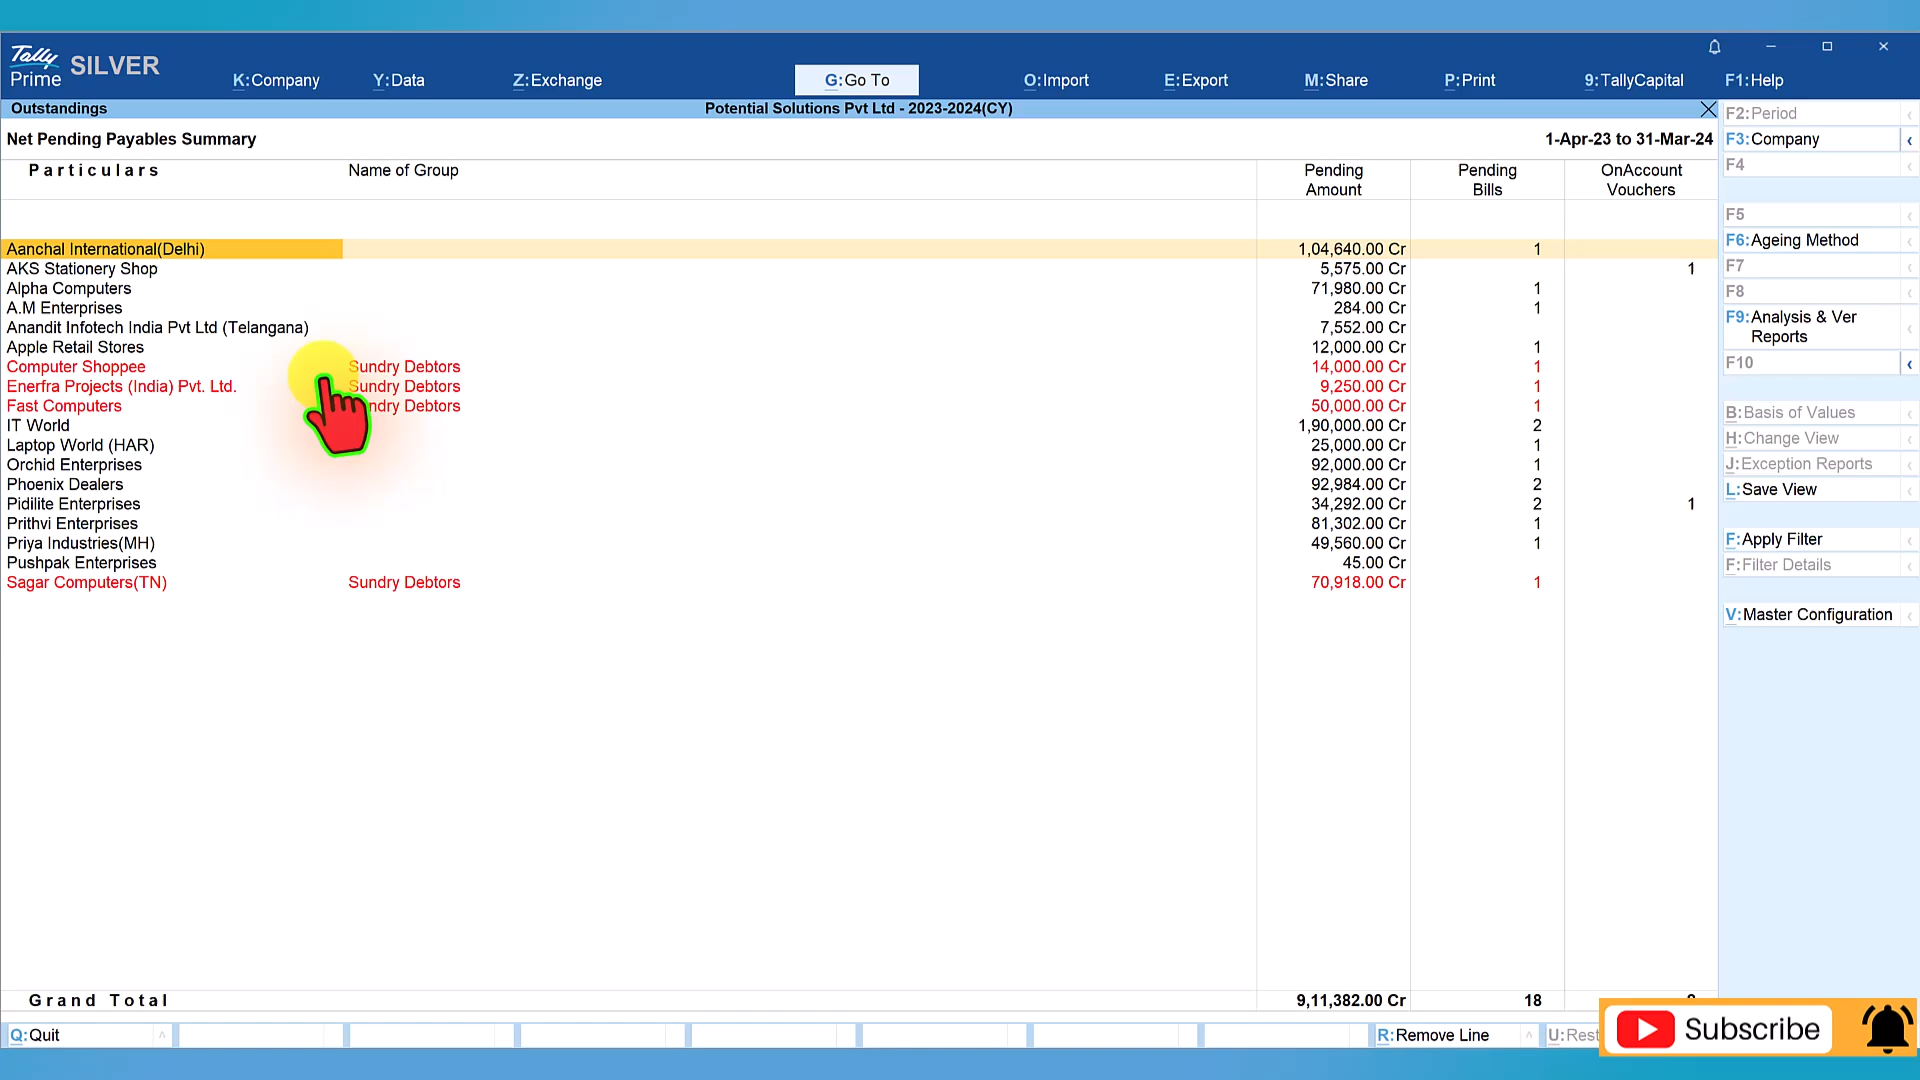 Tally
Prime SILVER
K:Company Y:Data Z:Exchange G:Go To O:Import E:Export M:Share P:Print 9:TallyCapital F1:Help
Outstandings Potential Solutions Pvt Ltd - 2023-2024(CY)
Net Pending Payables Summary 1-Apr-23 to 31-Mar-24
Particulars Name of Group Pending Amount Pending Bills OnAccount Vouchers
Aanchal International(Delhi) 1,04,640.00 Cr 1
AKS Stationery Shop 5,575.00 Cr 1
Alpha Computers 71,980.00 Cr 1
A.M Enterprises 284.00 Cr 1
Anandit Infotech India Pvt Ltd (Telangana) 7,552.00 Cr
Apple Retail Stores 12,000.00 Cr 1
Computer Shoppee Sundry Debtors 14,000.00 Cr 1
Enerfra Projects (India) Pvt. Ltd. Sundry Debtors 9,250.00 Cr 1
Fast Computers ndry Debtors 50,000.00 Cr 1
IT World 1,90,000.00 Cr 2
Laptop World (HAR) 25,000.00 Cr 1
Orchid Enterprises 92,000.00 Cr 1
Phoenix Dealers 92,984.00 Cr 2
Pidilite Enterprises 34,292.00 Cr 2 1
Prithvi Enterprises 81,302.00 Cr 1
Priya Industries(MH) 49,560.00 Cr 1
Pushpak Enterprises 45.00 Cr
Sagar Computers(TN) Sundry Debtors 70,918.00 Cr 1
Grand Total 9,11,382.00 Cr 18
F2:Period
F3:Company
F4
F5
F6:Ageing Method
F7
F8
F9:Analysis & Ver
Reports
F10
B:Basis of Values
H:Change View
J:Exception Reports
L:Save View
F:Apply Filter
F:Filter Details
V:Master Configuration
Q:Quit R:Remove Line U:Rest
Subscribe